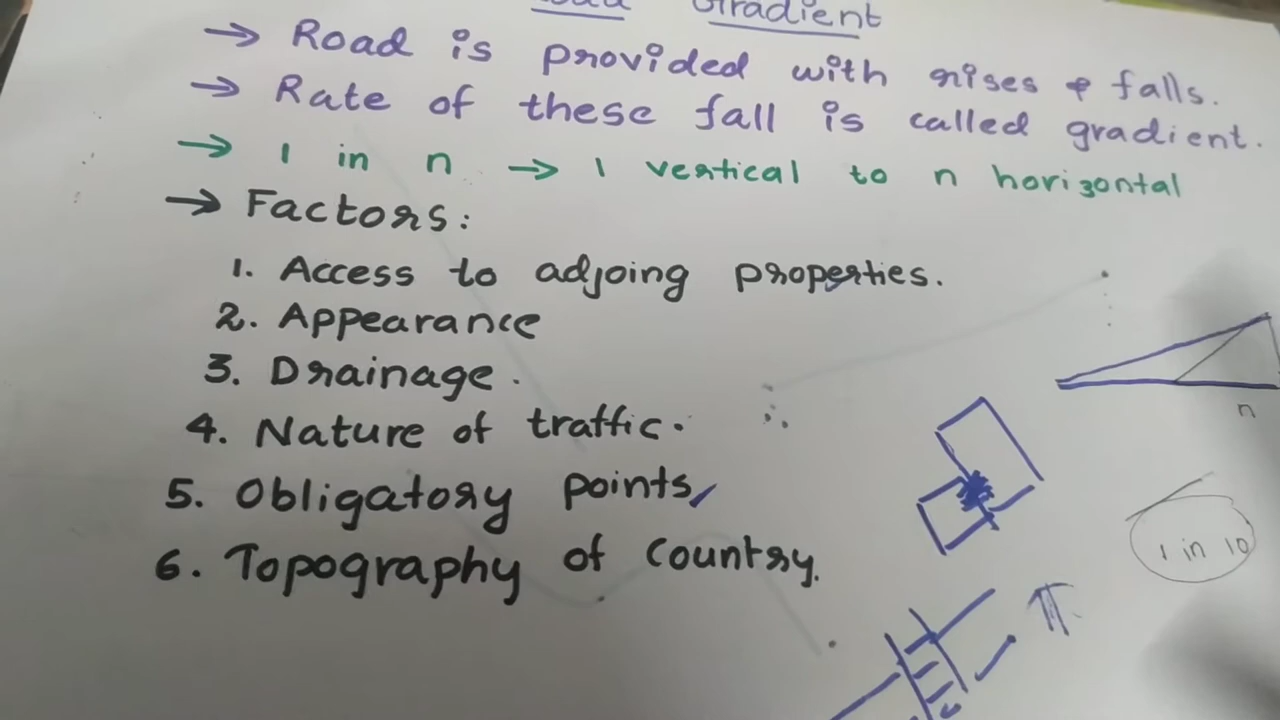 Gradient
→ Road is provided with rises & falls.
→ Rate of these fall is called gradient.
→ 1 in n → 1 vertical to n horizontal
→ Factors:
1. Access to adjoing properties.
2. Appearance
3. Drainage.
4. Nature of traffic.
5. Obligatory points,
6. Topography of Country.
n
1 in 10